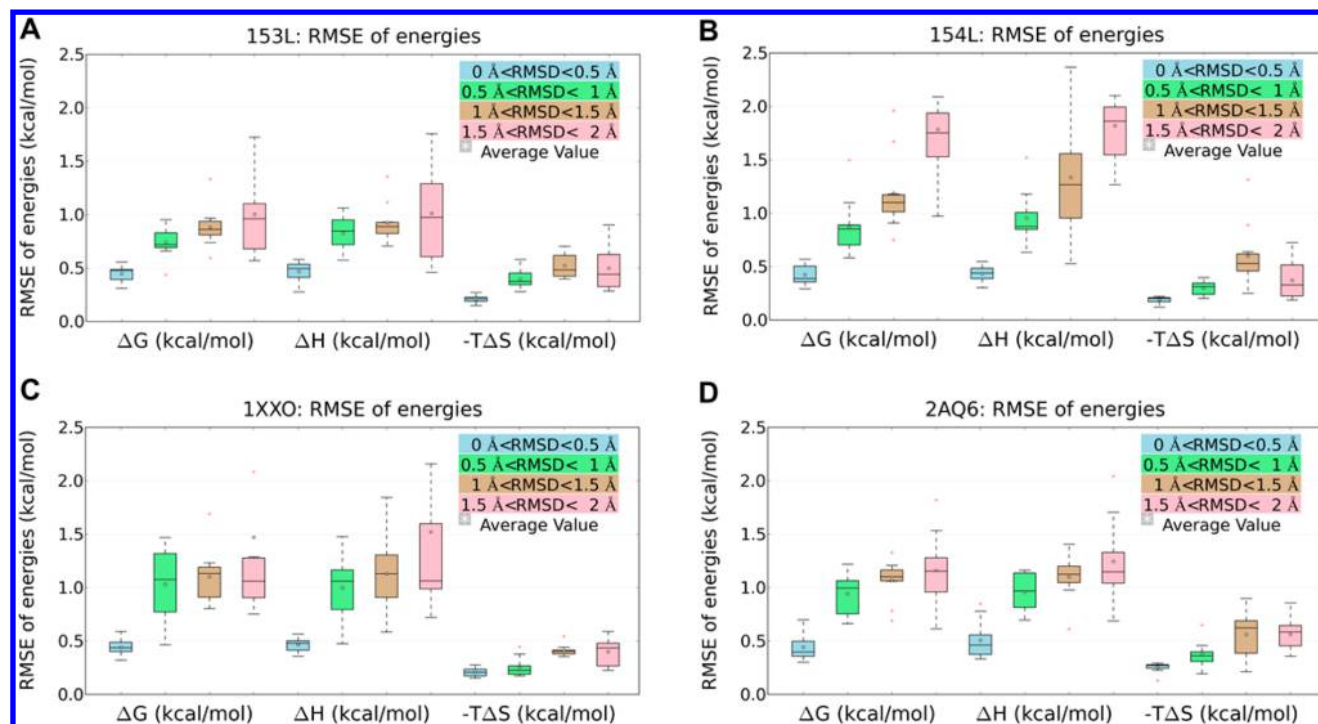 A
153L: RMSE of energies
RMSE of energies (kcal/mol)
2.5
2.0
1.5
1.0
0.5
0.0
0 Å<RMSD<0.5 Å
0.5 Å<RMSD< 1 Å
1 Å<RMSD<1.5 Å
1.5 Å<RMSD< 2 Å
Average Value
ΔG (kcal/mol)
ΔH (kcal/mol)
-TΔS (kcal/mol)
B
154L: RMSE of energies
RMSE of energies (kcal/mol)
2.5
2.0
1.5
1.0
0.5
0.0
0 Å<RMSD<0.5 Å
0.5 Å<RMSD< 1 Å
1 Å<RMSD<1.5 Å
1.5 Å<RMSD< 2 Å
Average Value
ΔG (kcal/mol)
ΔH (kcal/mol)
-TΔS (kcal/mol)
C
1XXO: RMSE of energies
RMSE of energies (kcal/mol)
2.5
2.0
1.5
1.0
0.5
0.0
0 Å<RMSD<0.5 Å
0.5 Å<RMSD< 1 Å
1 Å<RMSD<1.5 Å
1.5 Å<RMSD< 2 Å
Average Value
ΔG (kcal/mol)
ΔH (kcal/mol)
-TΔS (kcal/mol)
D
2AQ6: RMSE of energies
RMSE of energies (kcal/mol)
2.5
2.0
1.5
1.0
0.5
0.0
0 Å<RMSD<0.5 Å
0.5 Å<RMSD< 1 Å
1 Å<RMSD<1.5 Å
1.5 Å<RMSD< 2 Å
Average Value
ΔG (kcal/mol)
ΔH (kcal/mol)
-TΔS (kcal/mol)